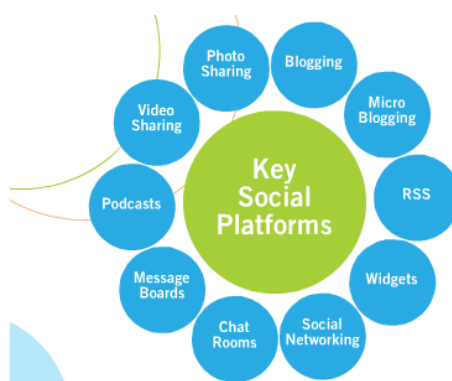 Key
Social
Platforms
Photo
Sharing
Blogging
Micro
Blogging
RSS
Widgets
Social
Networking
Chat
Rooms
Message
Boards
Podcasts
Video
Sharing